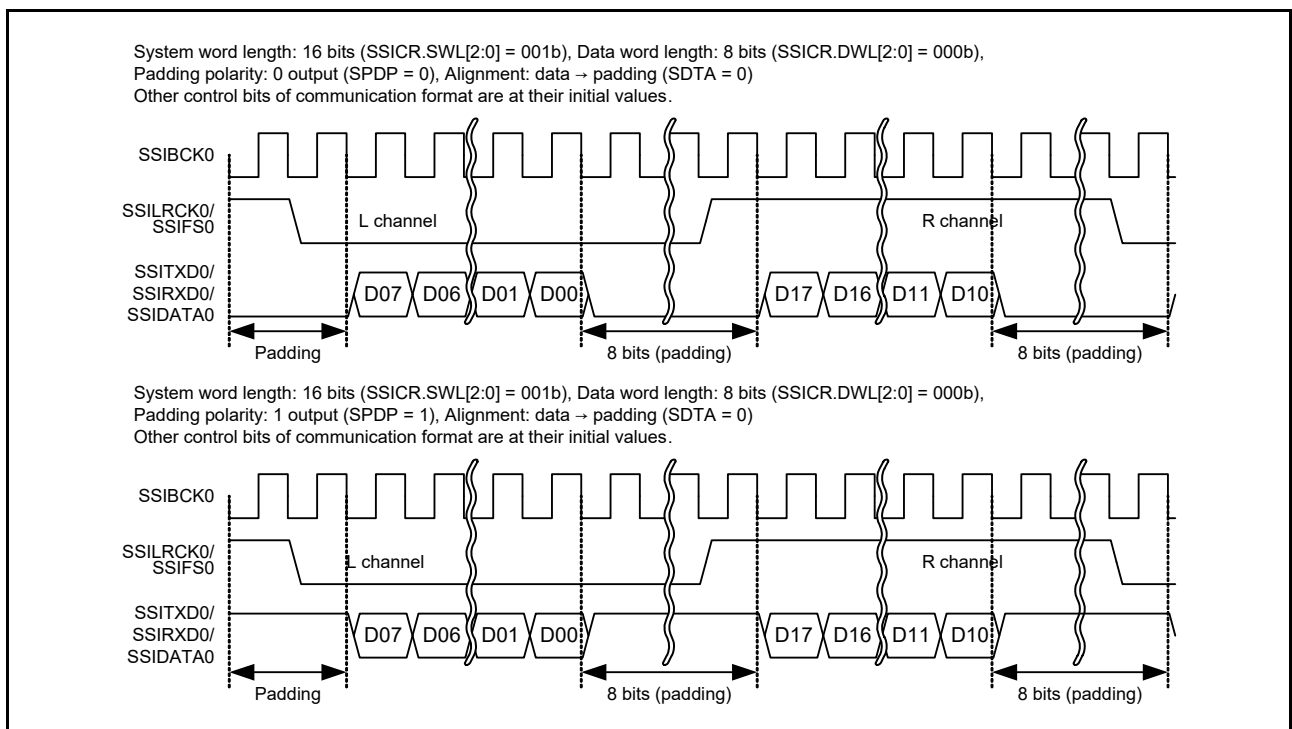 System word length: 16 bits (SSICR.SWL[2:0] = 001b), Data word length: 8 bits (SSICR.DWL[2:0] = 000b),
Padding polarity: 0 output (SPDP = 0), Alignment: data → padding (SDTA = 0)
Other control bits of communication format are at their initial values.
SSIBCK0
SSILRCK0/
SSIFS0
L channel
R channel
SSITXD0/
SSIRXD0/
SSIDATA0
D07 D06 D01 D00 D17 D16 D11 D10
Padding 8 bits (padding) 8 bits (padding)
System word length: 16 bits (SSICR.SWL[2:0] = 001b), Data word length: 8 bits (SSICR.DWL[2:0] = 000b),
Padding polarity: 1 output (SPDP = 1), Alignment: data → padding (SDTA = 0)
Other control bits of communication format are at their initial values.
SSIBCK0
SSILRCK0/
SSIFS0
L channel
R channel
SSITXD0/
SSIRXD0/
SSIDATA0
D07 D06 D01 D00 D17 D16 D11 D10
Padding 8 bits (padding) 8 bits (padding)